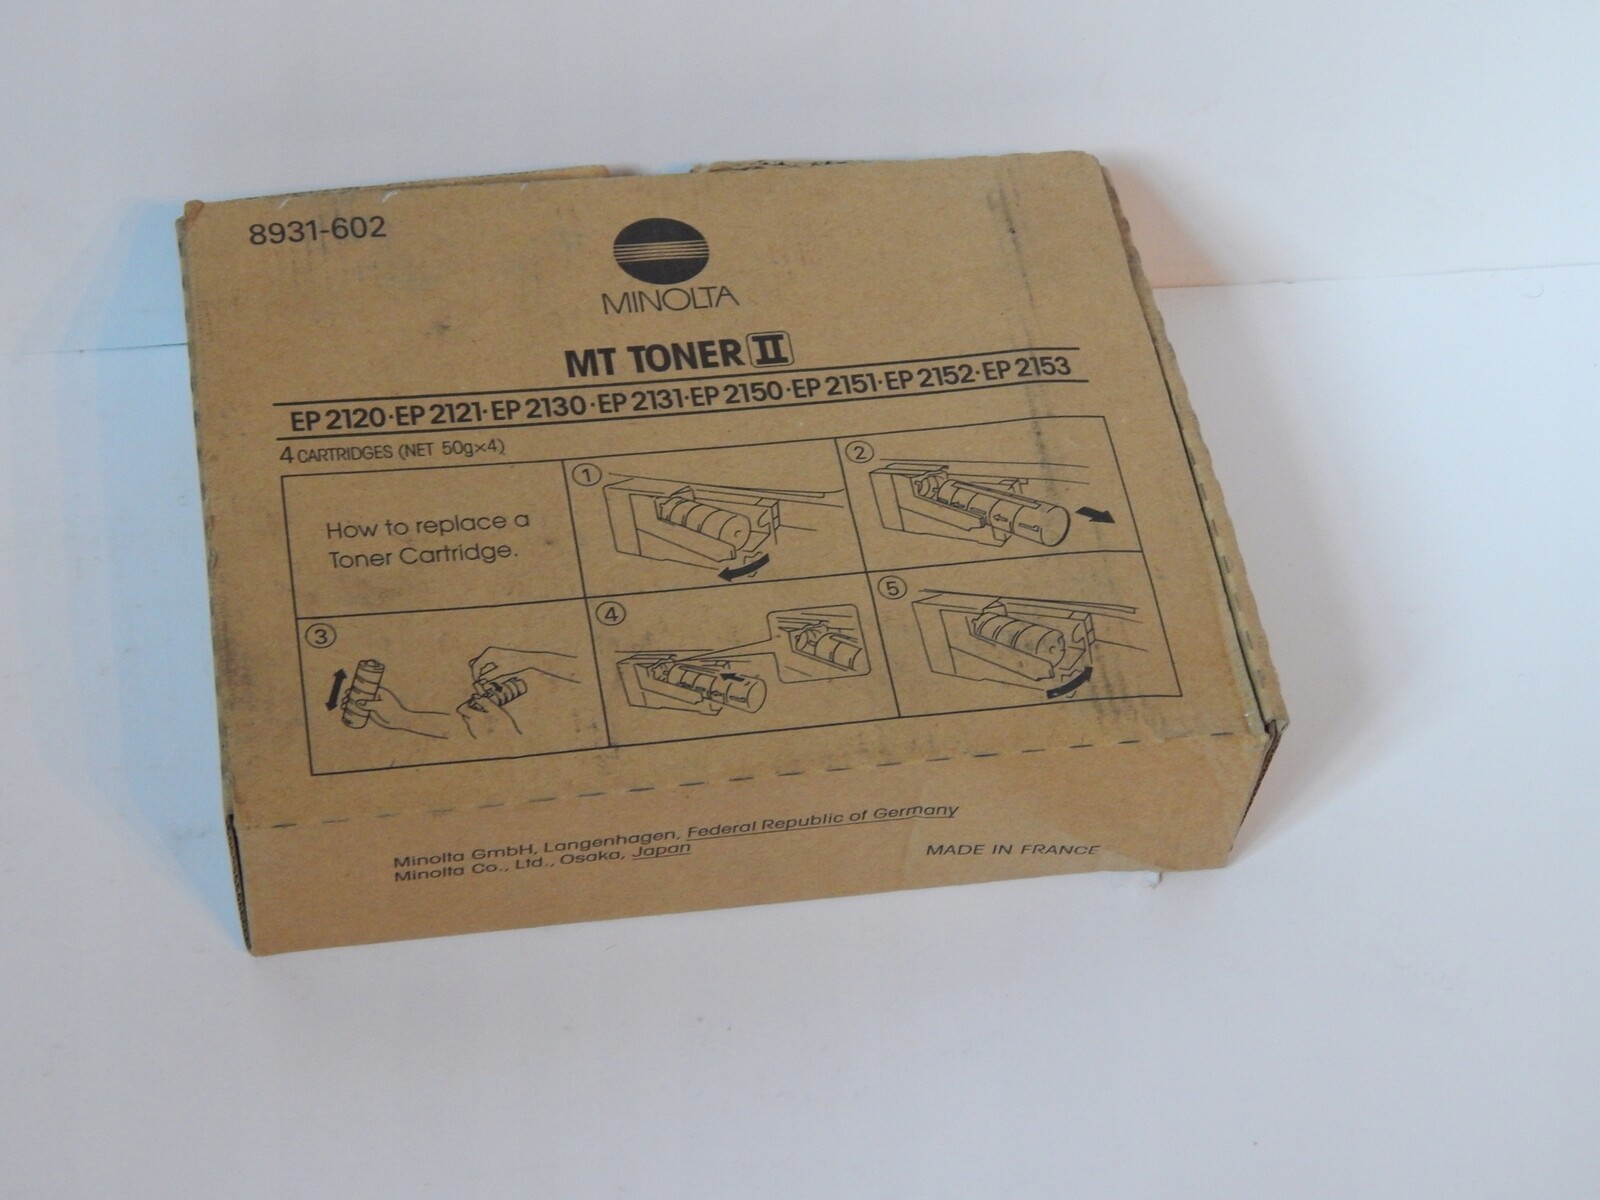 8931-602
MINOLTA
MT TONER II
EP 2120·EP 2121·EP 2130·EP 2131·EP 2150·EP 2151·EP 2152·EP 2153
4 CARTRIDGES (NET 50g×4)
How to replace a
Toner Cartridge.
1
2
3
4
5
Minolta GmbH, Langenhagen, Federal Republic of Germany
Minolta Co., Ltd., Osaka, Japan
MADE IN FRANCE